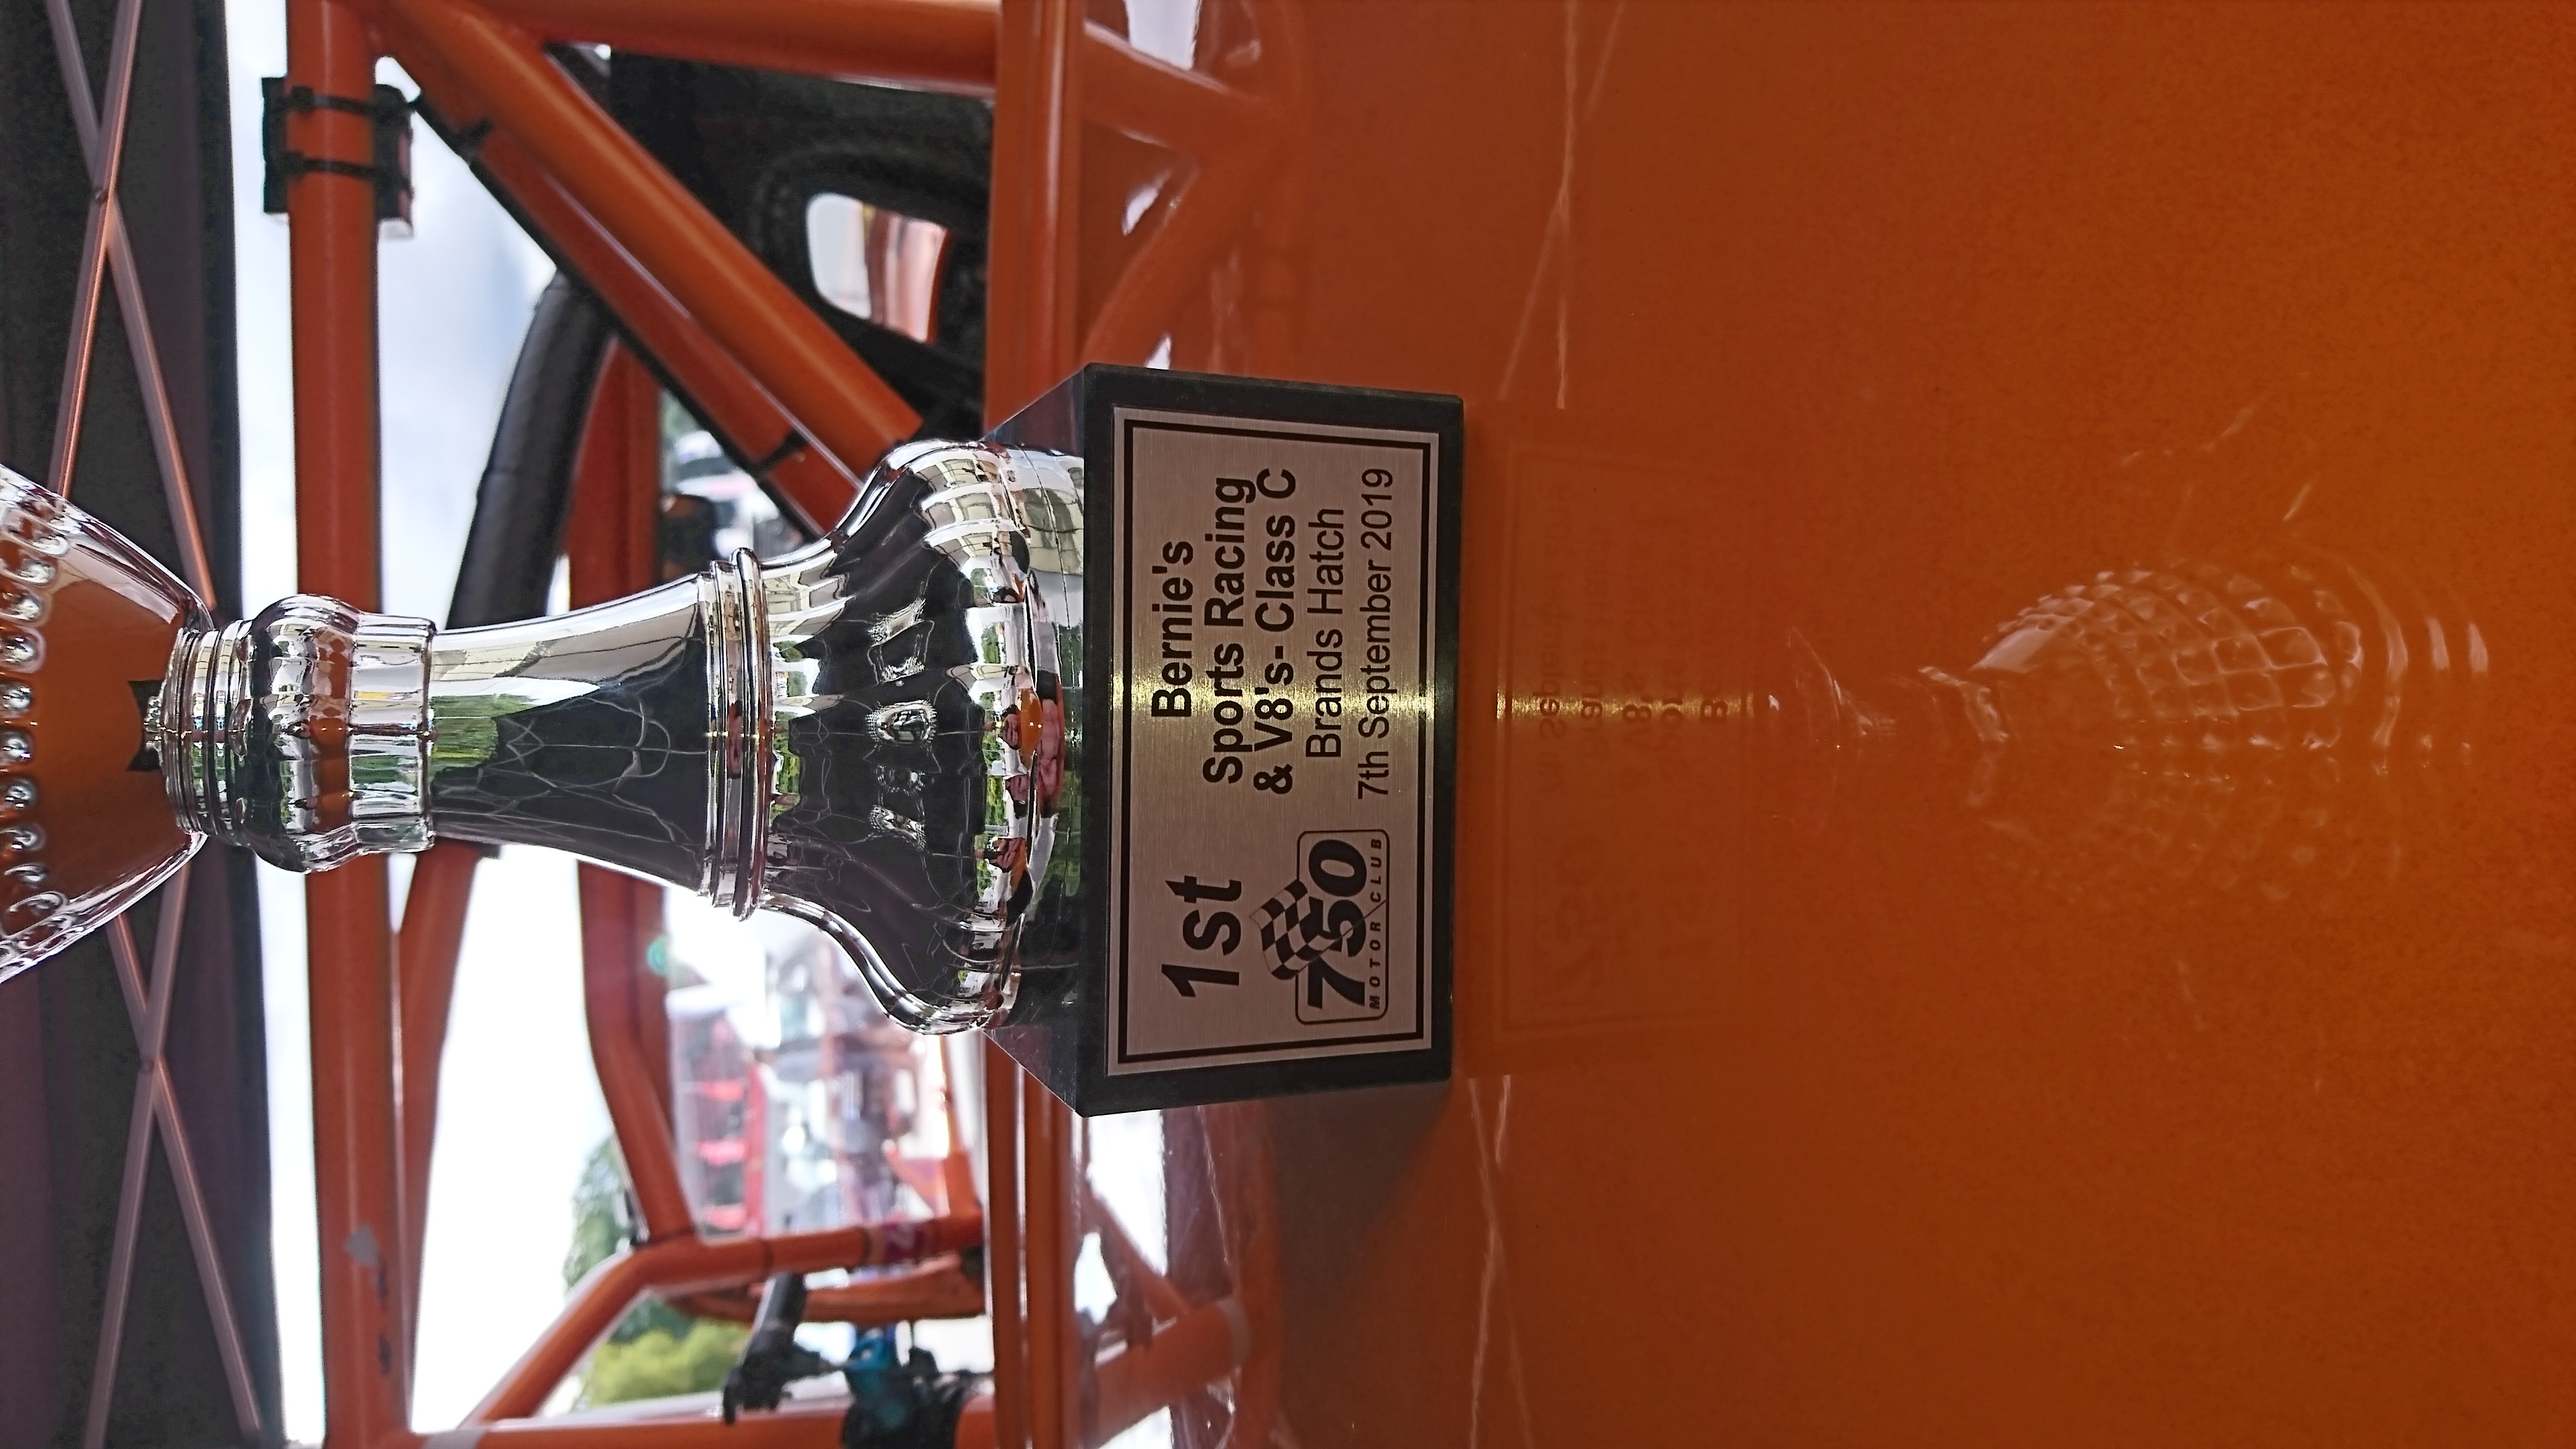 1st
750
MOTOR CLUB
Bernie's
Sports Racing
& V8's- Class C
Brands Hatch
7th September 2019